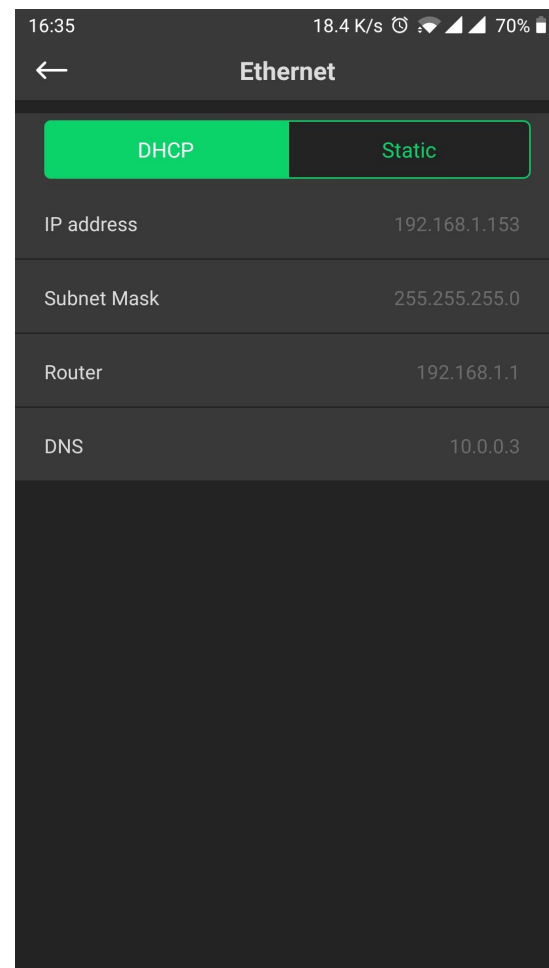 16:35 18.4 K/s 70%
Ethernet
DHCP Static
IP address 192.168.1.153
Subnet Mask 255.255.255.0
Router 192.168.1.1
DNS 10.0.0.3